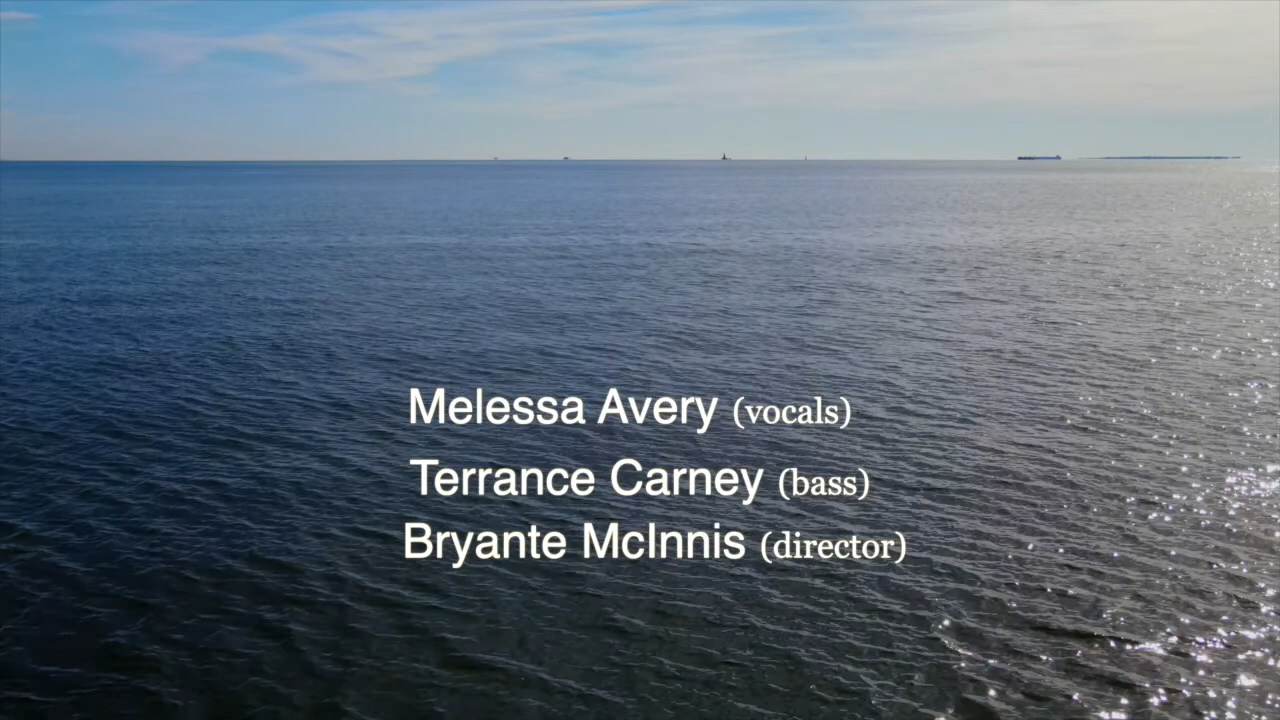 Melessa Avery (vocals)
Terrance Carney (bass)
Bryante McInnis (director)